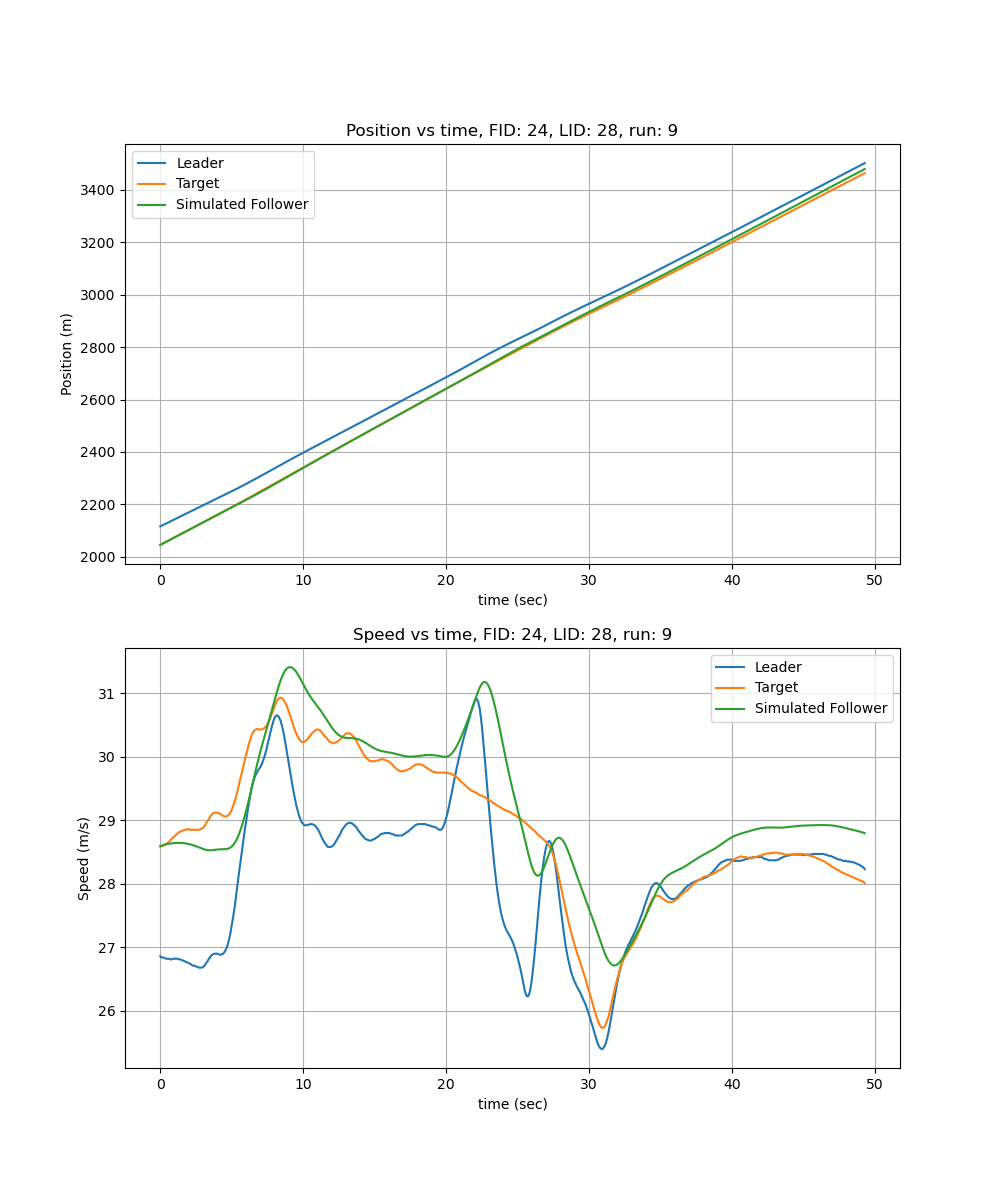 Position vs time, FID: 24, LID: 28, run: 9
Leader
Target
Simulated Follower
Position (m)
3400
3200
3000
2800
2600
2400
2200
2000
0 10 20 30 40 50
time (sec)
Speed vs time, FID: 24, LID: 28, run: 9
Leader
Target
Simulated Follower
Speed (m/s)
31
30
29
28
27
26
0 10 20 30 40 50
time (sec)